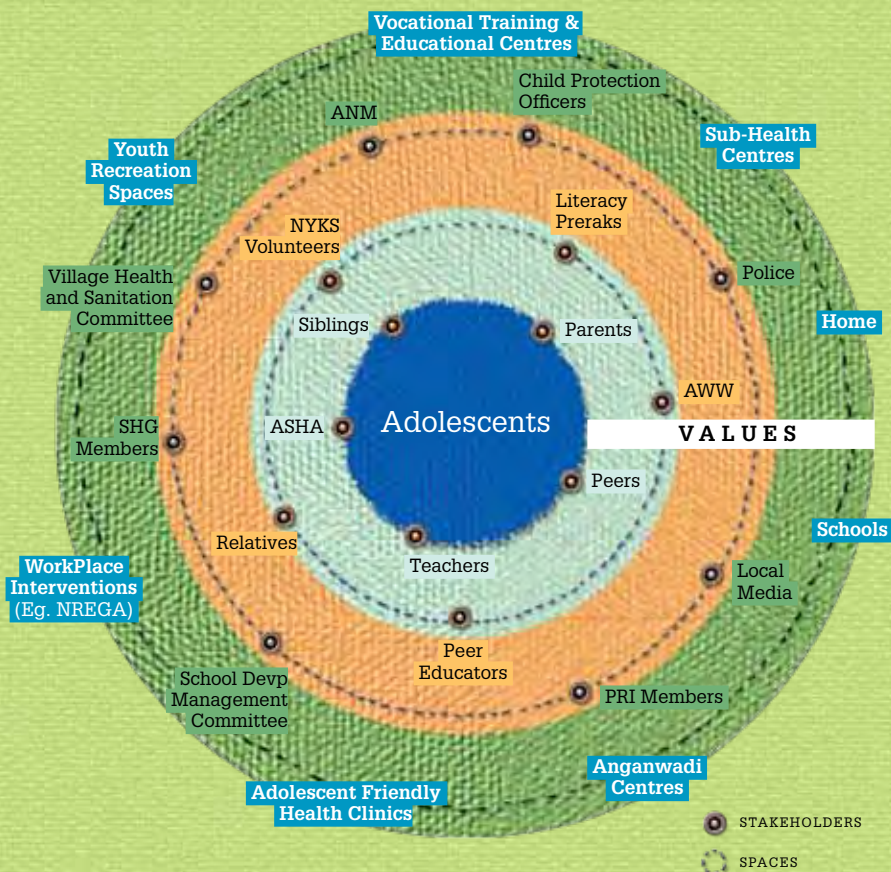 Vocational Training &
Educational Centres
Child Protection
Officers
ANM
Sub-Health
Centres
Youth
Recreation
Spaces
Literacy
Preraks
NYKS
Volunteers
Village Health
and Sanitation
Committee
Police
Siblings
Parents
Home
AWW
ASHA
Adolescents
VALUES
SHG
Members
Peers
Schools
Relatives
Teachers
Local
Media
WorkPlace
Interventions
(Eg. NREGA)
Peer
Educators
School Devp
Management
Committee
PRI Members
Anganwadi
Centres
Adolescent Friendly
Health Clinics
STAKEHOLDERS
SPACES